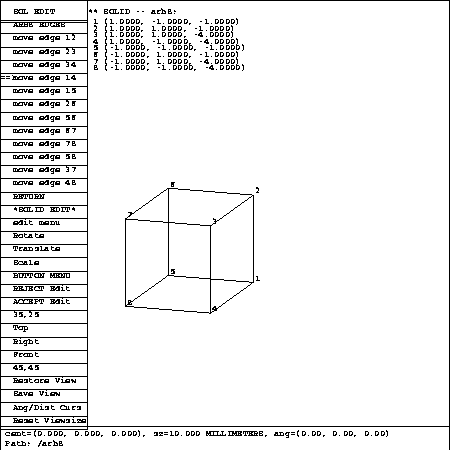 SOL EDIT
ARB8 EDGES
move edge 12
move edge 23
move edge 34
==move edge 14
move edge 15
move edge 26
move edge 56
move edge 67
move edge 78
move edge 58
move edge 37
move edge 48
RETURN
*SOLID EDIT*
edit menu
Rotate
Translate
Scale
BUTTON MENU
REJECT Edit
ACCEPT Edit
35,25
Top
Right
Front
45,45
Restore View
Save View
Ang/Dist Curs
Reset Viewsize
** SOLID -- arb8:
1 (1.0000, -1.0000, -1.0000)
2 (1.0000, 1.0000, -1.0000)
3 (1.0000, 1.0000, -4.0000)
4 (1.0000, -1.0000, -4.0000)
5 (-1.0000, -1.0000, -1.0000)
6 (-1.0000, 1.0000, -1.0000)
7 (-1.0000, 1.0000, -4.0000)
8 (-1.0000, -1.0000, -4.0000)
6
2
7
3
5
1
8
4
cent=(0.000, 0.000, 0.000), sz=10.000 MILLIMETERS, ang=(0.00, 0.00, 0.00)
Path: /arb8